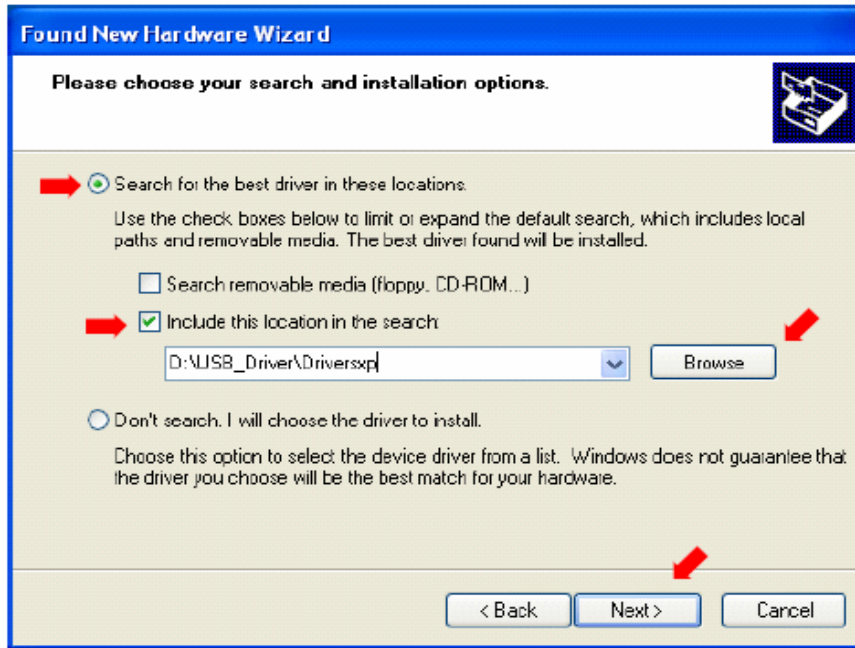 Found New Hardware Wizard
Please choose your search and installation options.
Search for the best driver in these locations.
Use the check boxes below to limit or expand the default search, which includes local
paths and removable media. The best driver found will be installed.
Search removable media (floppy, CD-ROM...)
Include this location in the search:
D:\USB_Driver\Driversxp
Browse
Don't search. I will choose the driver to install.
Choose this option to select the device driver from a list. Windows does not guarantee that
the driver you choose will be the best match for your hardware.
< Back
Next >
Cancel